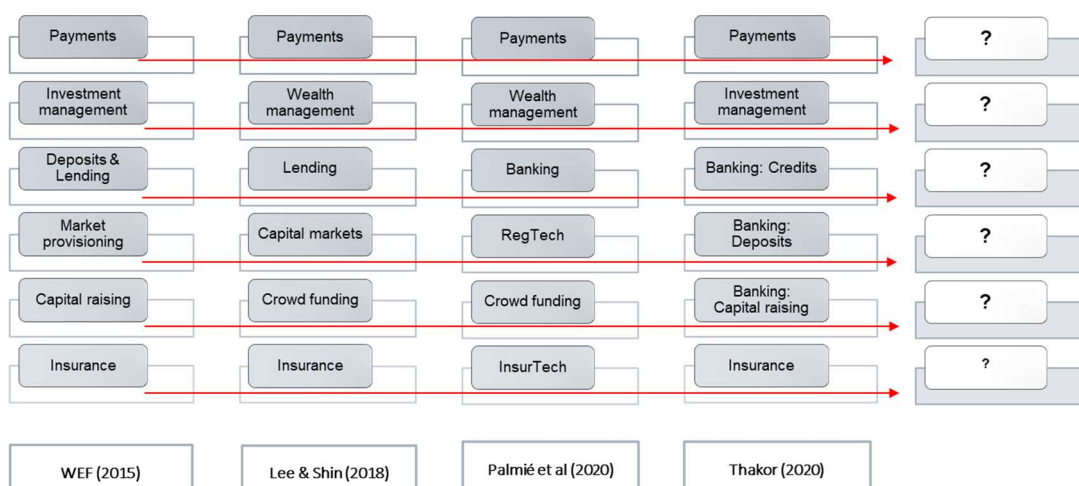 Payments
Payments
Payments
Payments
?
Investment
management
Wealth
management
Wealth
management
Investment
management
?
Deposits &
Lending
Lending
Banking
Banking: Credits
?
Market
provisioning
Capital markets
RegTech
Banking:
Deposits
?
Capital raising
Crowd funding
Crowd funding
Banking:
Capital raising
?
Insurance
Insurance
InsurTech
Insurance
?
WEF (2015)
Lee & Shin (2018)
Palmié et al (2020)
Thakor (2020)